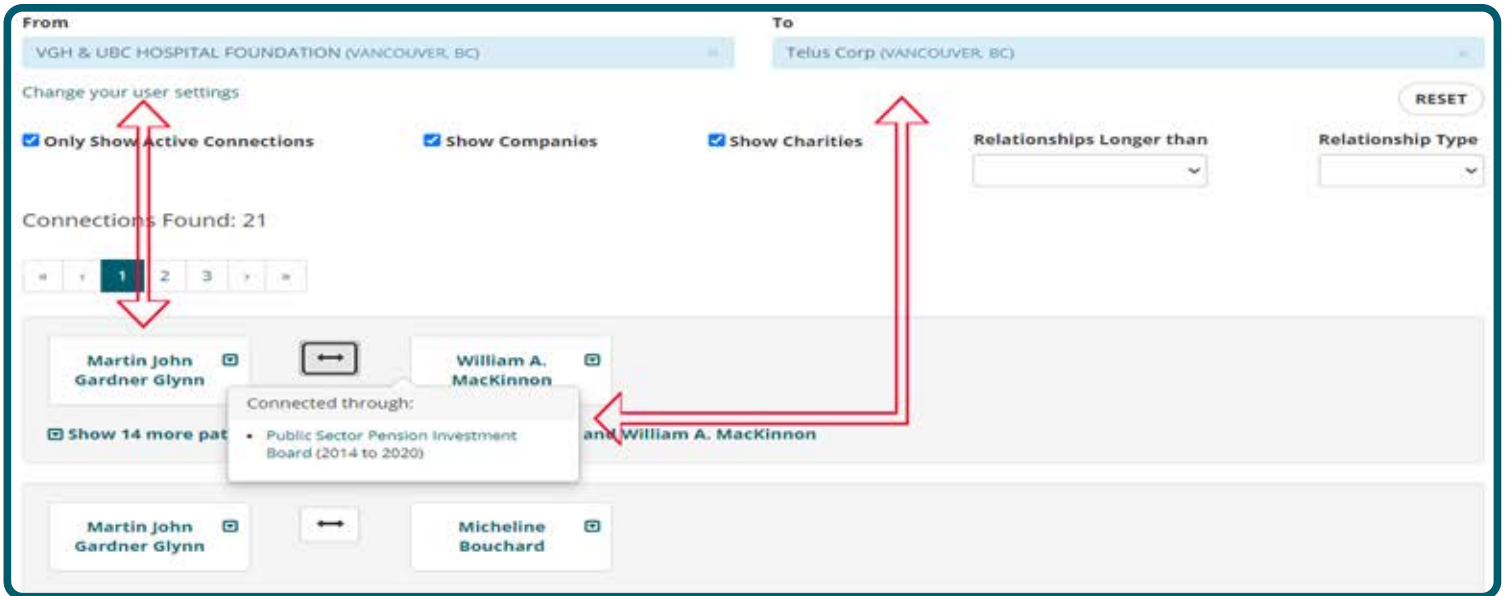 From
To
VGH & UBC HOSPITAL FOUNDATION (VANCOUVER, BC)
Telus Corp (VANCOUVER, BC)
Change your user settings
RESET
Only Show Active Connections
Show Companies
Show Charities
Relationships Longer than
Relationship Type
Connections Found: 21
« ‹ 1 2 3 › »
Martin John
Gardner Glynn
William A.
MacKinnon
Connected through:
• Public Sector Pension Investment
Board (2014 to 2020)
Show 14 more pat
and William A. MacKinnon
Martin John
Gardner Glynn
Micheline
Bouchard